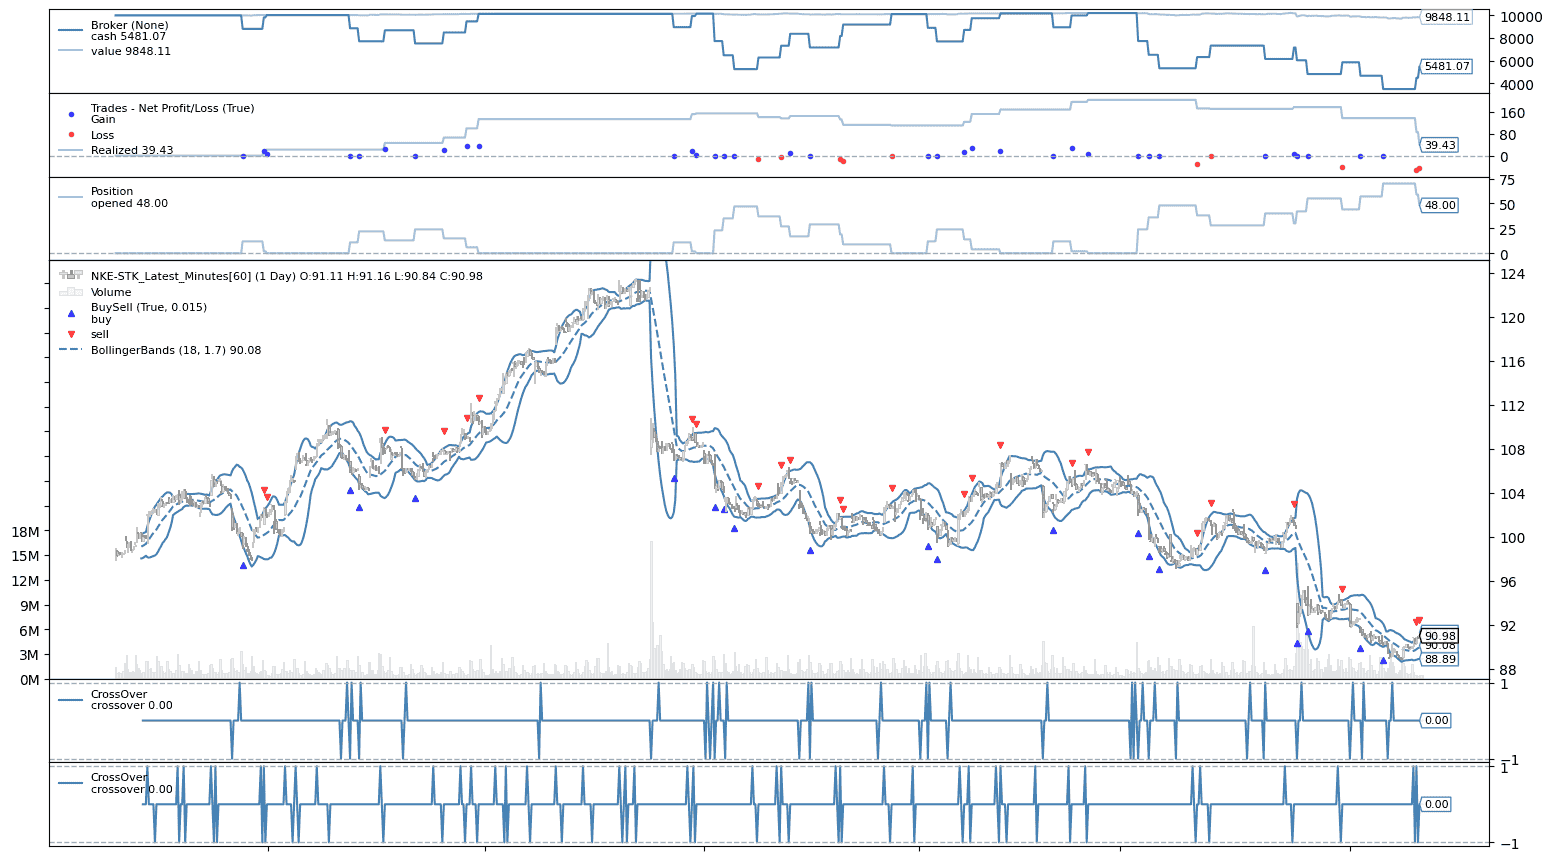 Broker (None)
cash 5481.07
value 9848.11
9848.11
5481.07
10000
8000
6000
4000
Trades - Net Profit/Loss (True)
Gain
Loss
Realized 39.43
39.43
160
80
0
Position
opened 48.00
48.00
75
50
25
0
NKE-STK_Latest_Minutes[60] (1 Day) O:91.11 H:91.16 L:90.84 C:90.98
Volume
BuySell (True, 0.015)
buy
sell
BollingerBands (18, 1.7) 90.08
18M
15M
12M
9M
6M
3M
0M
124
120
116
112
108
104
100
96
92
88
90.98
90.08
88.89
CrossOver
crossover 0.00
0.00
1
−1
CrossOver
crossover 0.00
0.00
1
−1